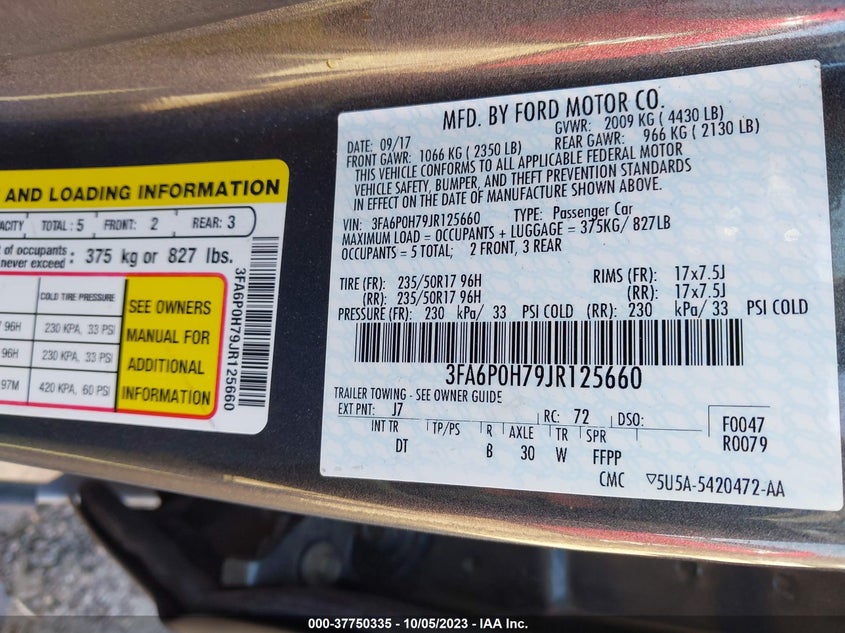 AND LOADING INFORMATION
TOTAL: 5 FRONT: 2 REAR: 3
of occupants
never exceed : 375 kg or 827 lbs.
COLD TIRE PRESSURE
96H 230 KPA, 33 PSI
96H 230 KPA, 33 PSI
97M 420 KPA, 60 PSI
SEE OWNERS
MANUAL FOR
ADDITIONAL
INFORMATION
3FA6P0H79JR125660
MFD. BY FORD MOTOR CO.
DATE: 09/17 GVWR: 2009 KG ( 4430 LB)
FRONT GAWR: 1066 KG ( 2350 LB) REAR GAWR: 966 KG ( 2130 LB)
THIS VEHICLE CONFORMS TO ALL APPLICABLE FEDERAL MOTOR
VEHICLE SAFETY, BUMPER, AND THEFT PREVENTION STANDARDS
IN EFFECT ON THE DATE OF MANUFACTURE SHOWN ABOVE.
VIN: 3FA6P0H79JR125660 TYPE: Passenger Car
MAXIMUM LOAD = OCCUPANTS + LUGGAGE = 375KG/ 827LB
OCCUPANTS = 5 TOTAL; 2 FRONT, 3 REAR
TIRE (FR): 235/50R17 96H RIMS (FR): 17x7.5J
(RR): 235/50R17 96H (RR): 17x7.5J
PRESSURE (FR): 230 kPa/ 33 PSI COLD (RR): 230 kPa/ 33 PSI COLD
3FA6P0H79JR125660
TRAILER TOWING - SEE OWNER GUIDE
EXT PNT: J7 RC: 72 DSO: F0047
INT TR TP/PS R AXLE TR SPR R0079
DT B 30 W FFPP
CMC ▽5U5A-5420472-AA
000-37750335 - 10/05/2023 - IAA Inc.